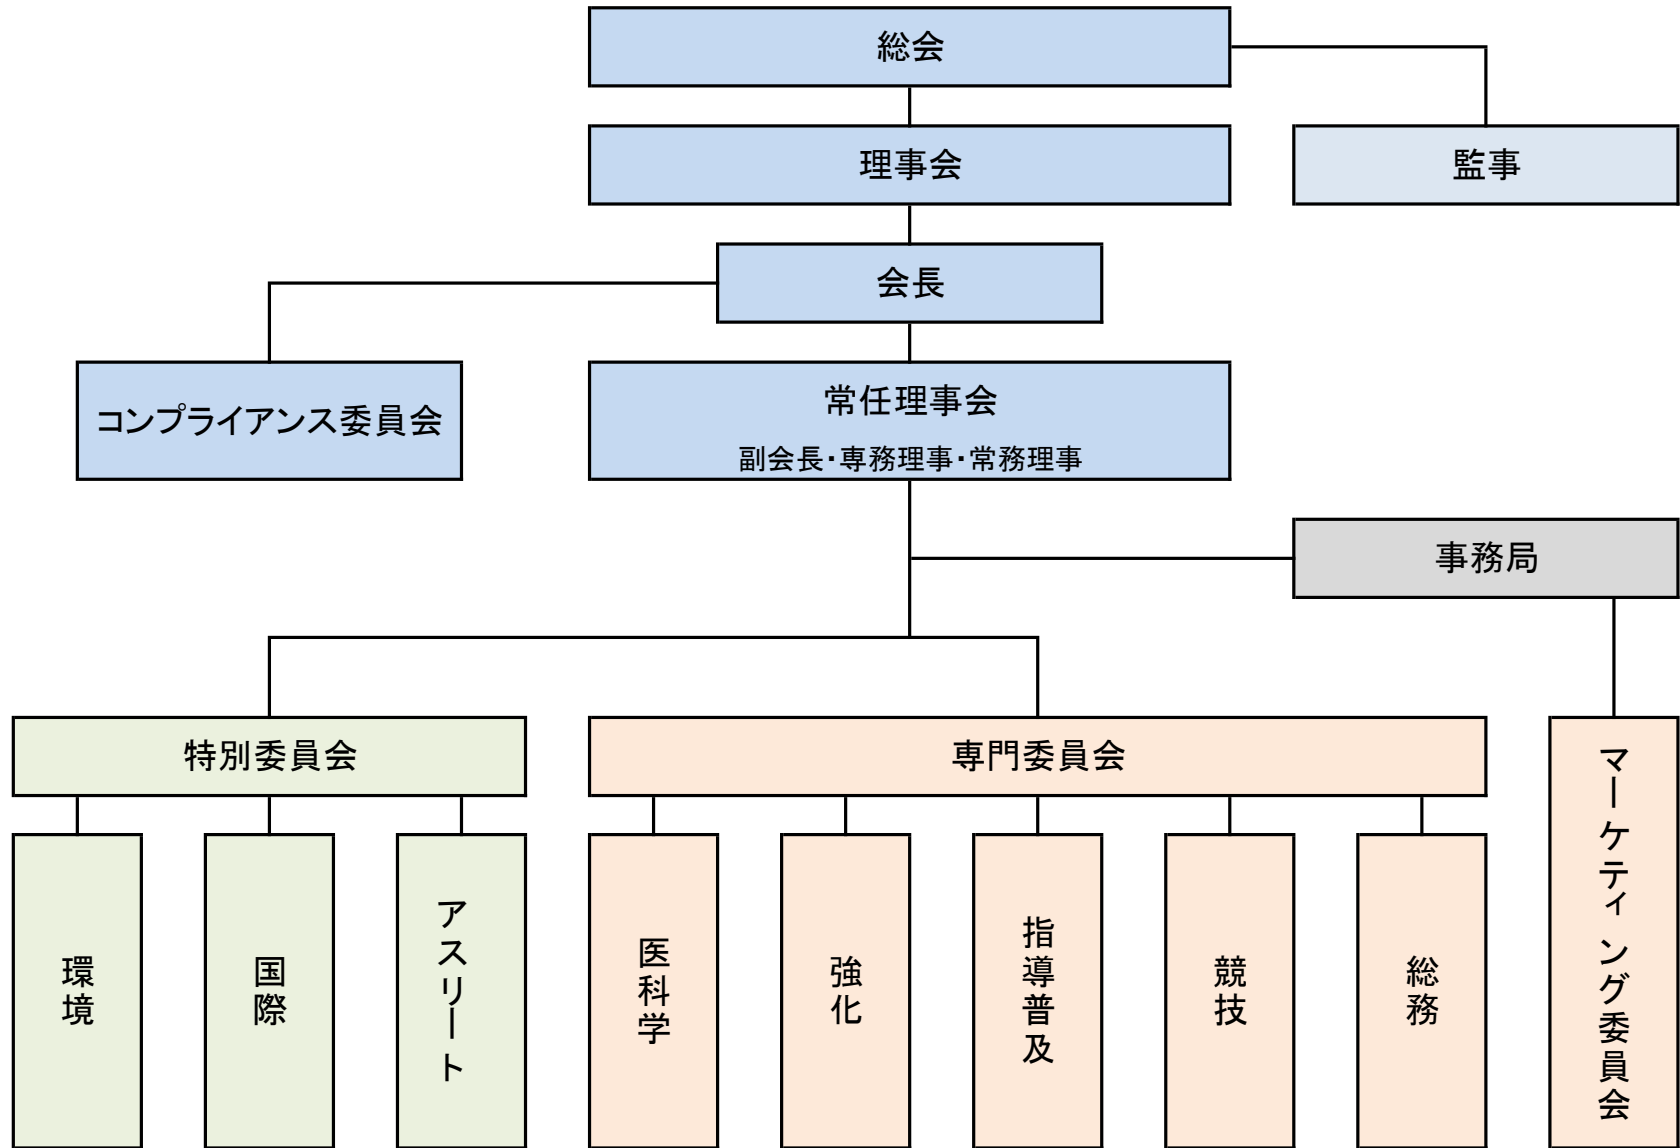 総会
理事会
監事
会長
コンプライアンス委員会
常任理事会
副会長・専務理事・常務理事
事務局
特別委員会
専門委員会
マーケティング委員会
環境
国際
アスリート
医科学
強化
指導普及
競技
総務